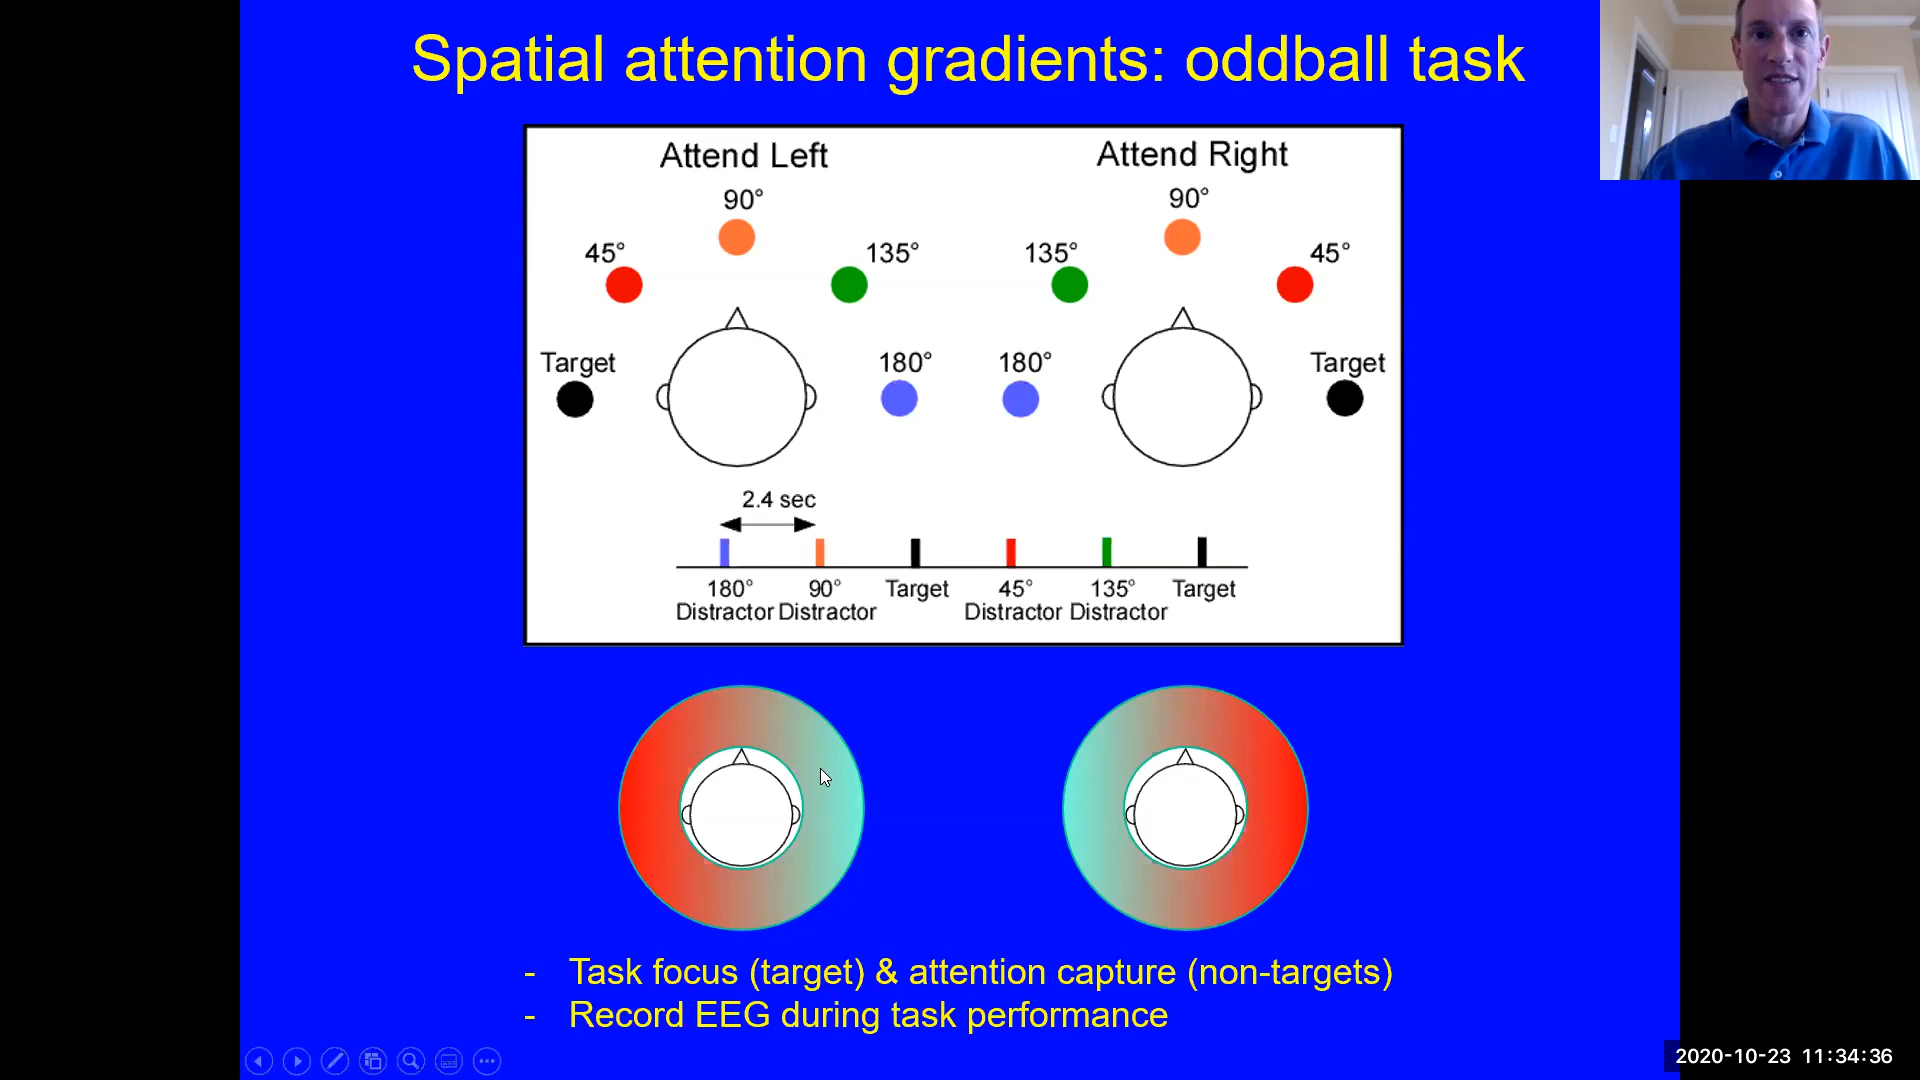 Spatial attention gradients: oddball task
Attend Left
Attend Right
90°
90°
45°
135°
135°
45°
Target
180°
180°
Target
2.4 sec
180°
Distractor
90°
Distractor
Target
45°
Distractor
135°
Distractor
Target
- Task focus (target) & attention capture (non-targets)
- Record EEG during task performance
2020-10-23 11:34:36